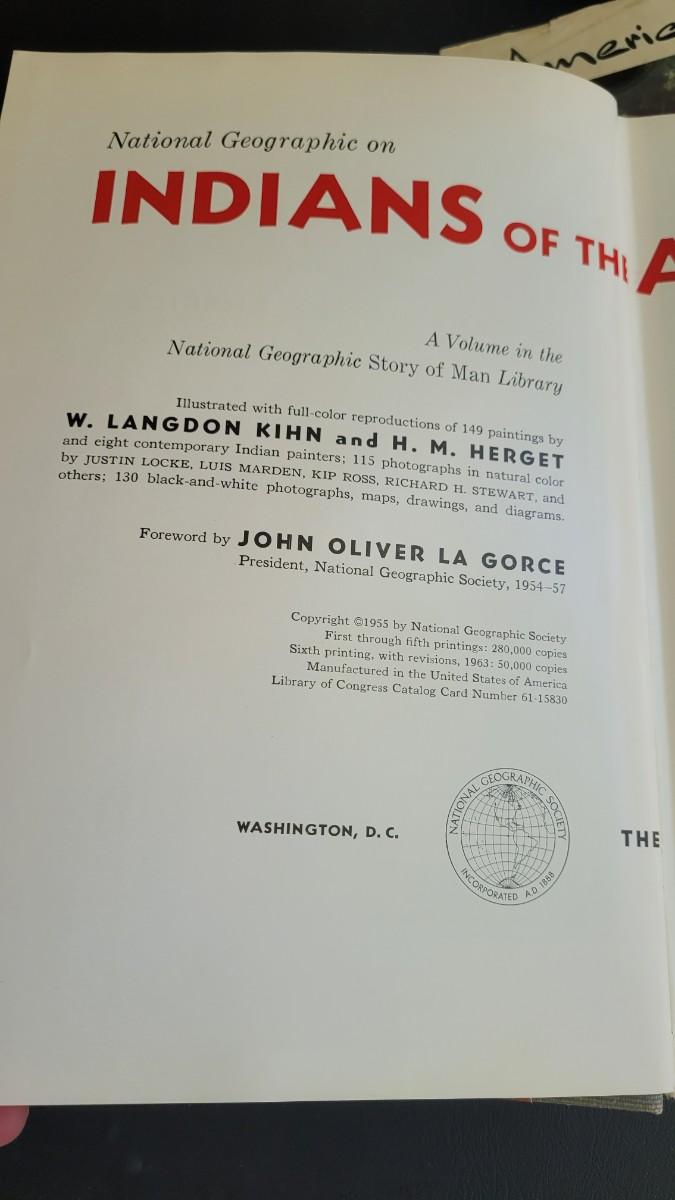 Americ
National Geographic on
INDIANS OF THE A
A Volume in the
National Geographic Story of Man Library
Illustrated with full-color reproductions of 149 paintings by
W. LANGDON KIHN and H. M. HERGET
and eight contemporary Indian painters; 115 photographs in natural color
by JUSTIN LOCKE, LUIS MARDEN, KIP ROSS, RICHARD H. STEWART, and
others; 130 black-and-white photographs, maps, drawings, and diagrams.
Foreword by JOHN OLIVER LA GORCE
President, National Geographic Society, 1954–57
Copyright ©1955 by National Geographic Society
First through fifth printings: 280,000 copies
Sixth printing, with revisions, 1963: 50,000 copies
Manufactured in the United States of America
Library of Congress Catalog Card Number 61-15830
NATIONAL GEOGRAPHIC SOCIETY
INCORPORATED A.D. 1888
WASHINGTON, D. C.
THE